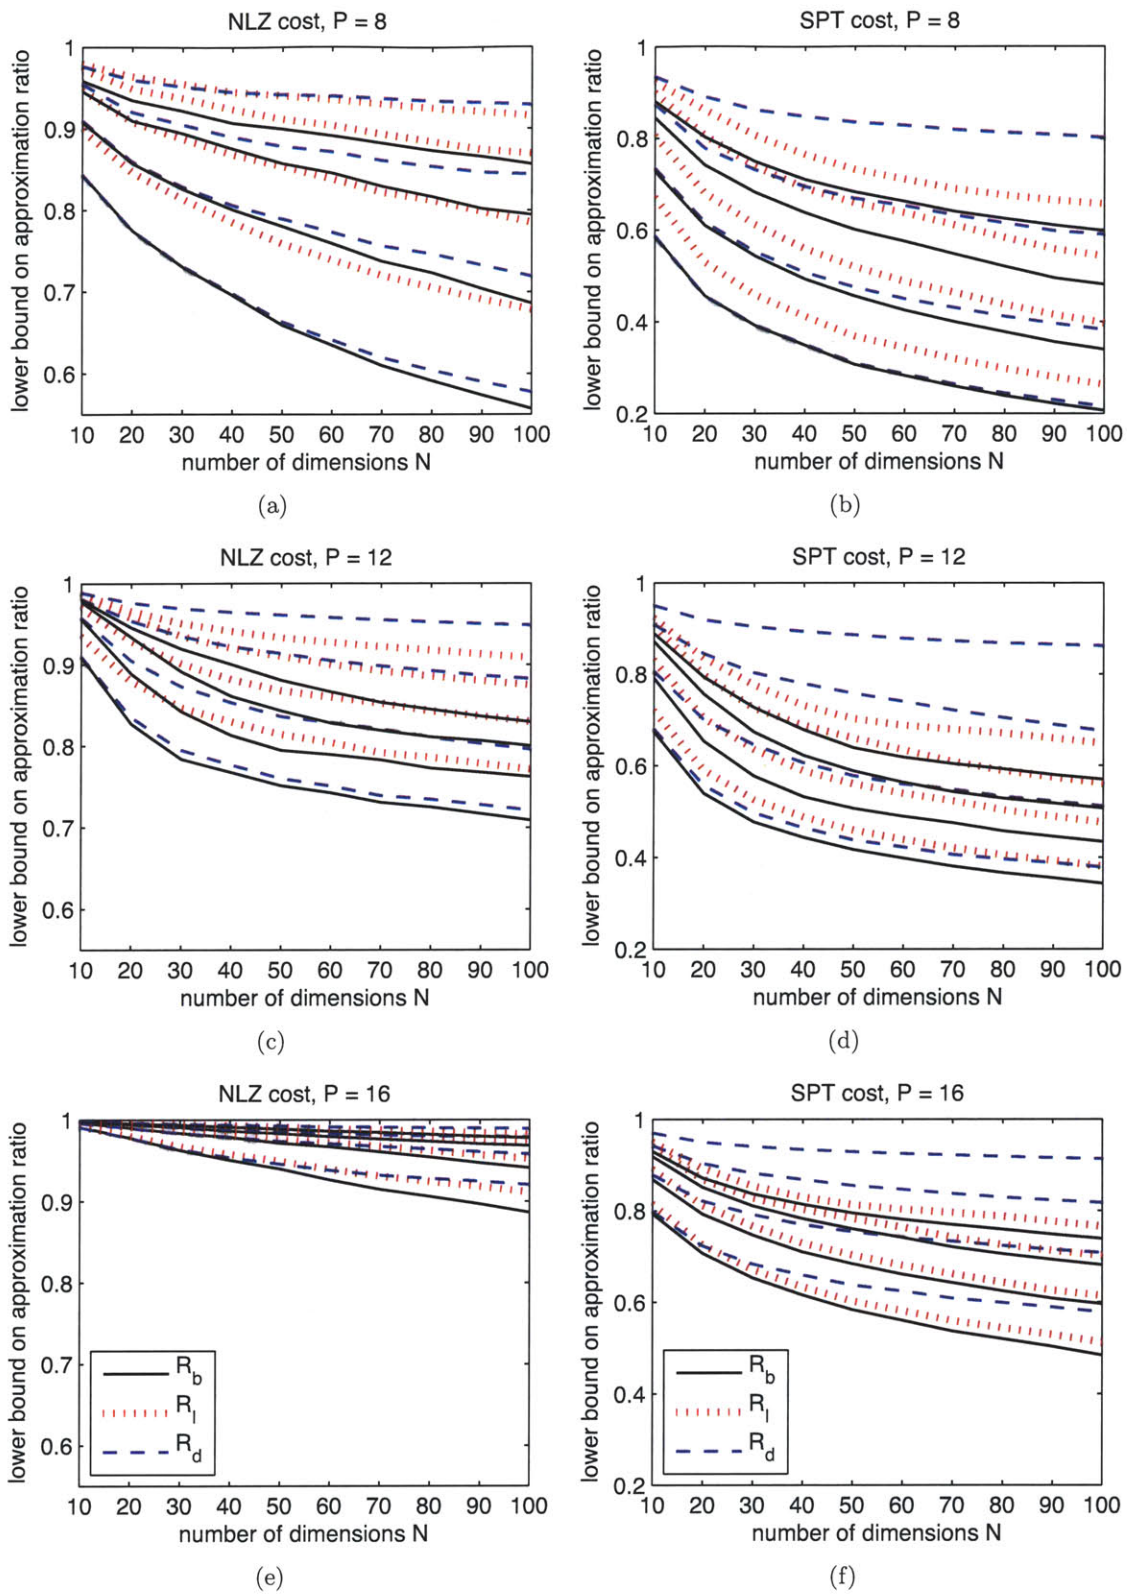 NLZ cost, P = 8
lower bound on approximation ratio
1
0.9
0.8
0.7
0.6
10 20 30 40 50 60 70 80 90 100
number of dimensions N
(a)
SPT cost, P = 8
lower bound on approximation ratio
1
0.8
0.6
0.4
0.2
10 20 30 40 50 60 70 80 90 100
number of dimensions N
(b)
NLZ cost, P = 12
lower bound on approximation ratio
1
0.9
0.8
0.7
0.6
10 20 30 40 50 60 70 80 90 100
number of dimensions N
(c)
SPT cost, P = 12
lower bound on approximation ratio
1
0.8
0.6
0.4
0.2
10 20 30 40 50 60 70 80 90 100
number of dimensions N
(d)
NLZ cost, P = 16
lower bound on approximation ratio
1
0.9
0.8
0.7
0.6
R_b
R_l
R_d
10 20 30 40 50 60 70 80 90 100
number of dimensions N
(e)
SPT cost, P = 16
lower bound on approximation ratio
1
0.8
0.6
0.4
0.2
R_b
R_l
R_d
10 20 30 40 50 60 70 80 90 100
number of dimensions N
(f)